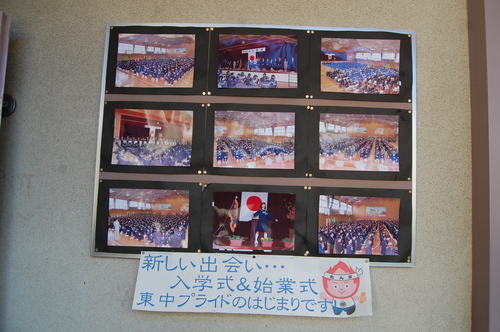 新しい出会い…
入学式&始業式
東中プライドのはじまりです!